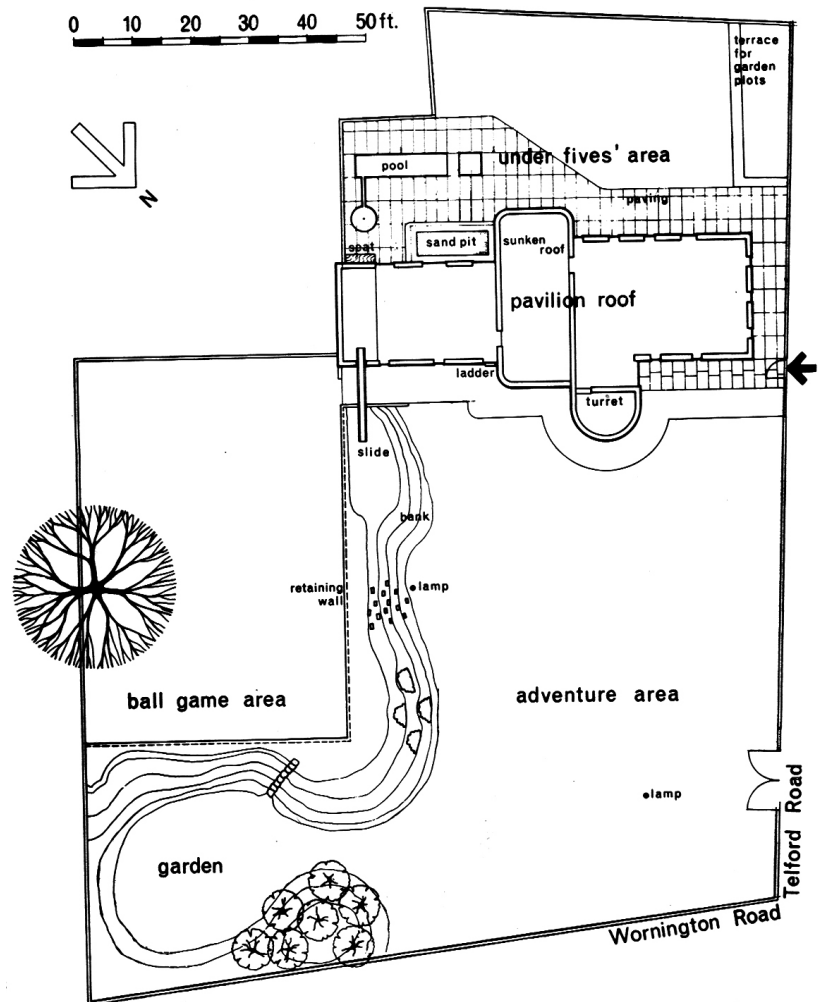 0 10 20 30 40 50 ft.
N
terrace
for
garden
plots
under fives' area
pool
paving
seat
sand pit
sunken
roof
pavilion roof
ladder
turret
slide
bank
retaining
wall
lamp
ball game area
adventure area
lamp
garden
Telford Road
Wornington Road